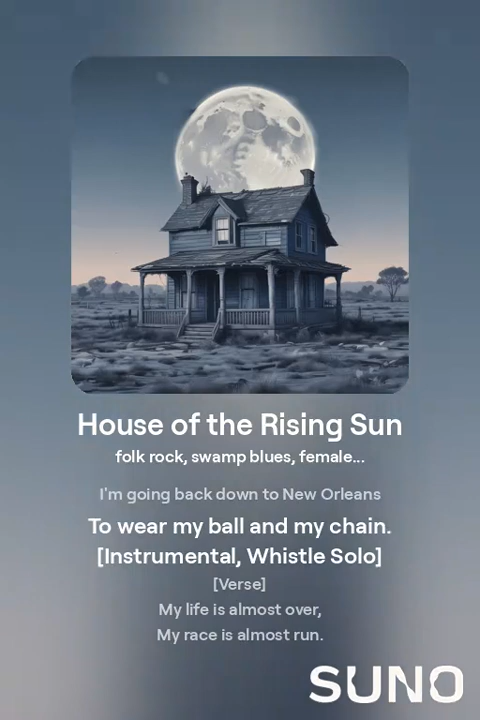 House of the Rising Sun
folk rock, swamp blues, female...
I'm going back down to New Orleans
To wear my ball and my chain.
[Instrumental, Whistle Solo]
[Verse]
My life is almost over,
My race is almost run.
SUNO